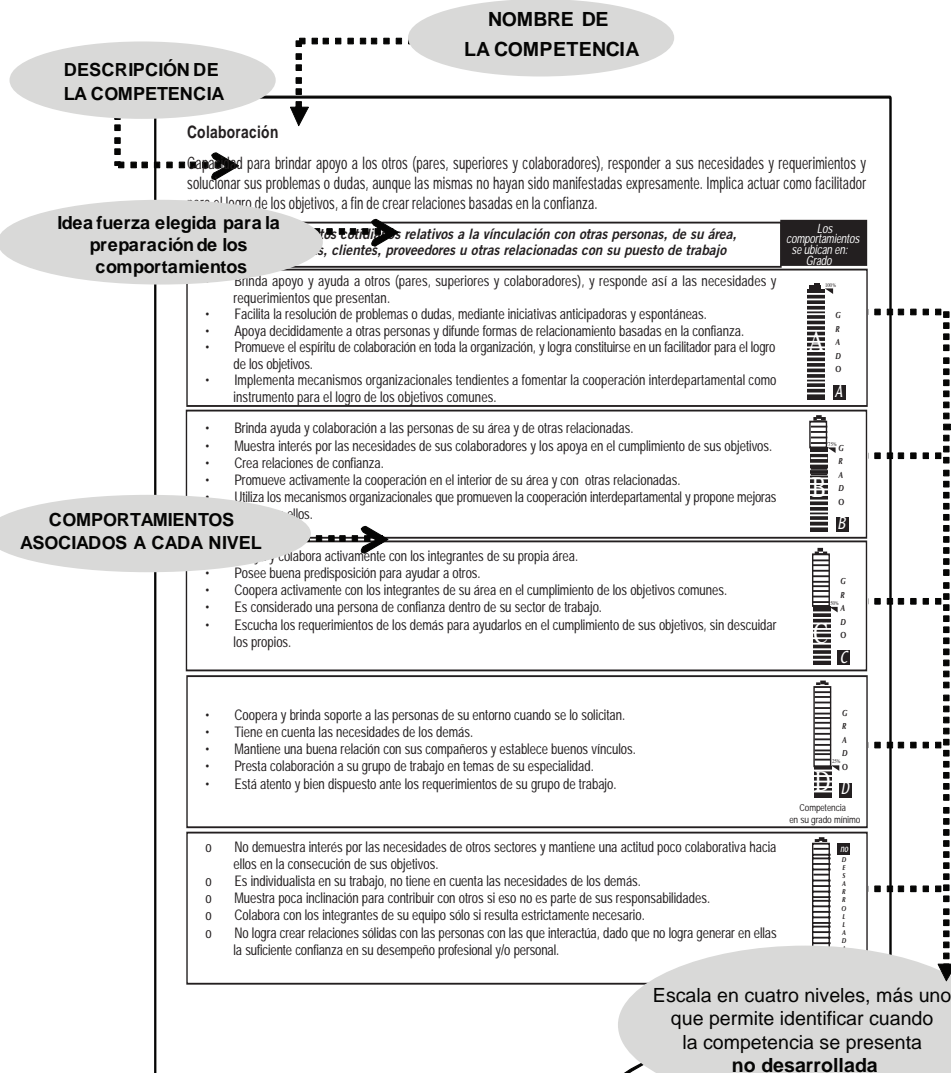 NOMBRE DE
LA COMPETENCIA
DESCRIPCIÓN DE
LA COMPETENCIA
Colaboración
Capacidad para brindar apoyo a los otros (pares, superiores y colaboradores), responder a sus necesidades y requerimientos y
solucionar sus problemas o dudas, aunque las mismas no hayan sido manifestadas expresamente. Implica actuar como facilitador
el logro de los objetivos, a fin de crear relaciones basadas en la confianza.
Idea fuerza elegida para la
preparación de los
comportamientos
relativos a la vinculación con otras personas, de su área,
clientes, proveedores u otras relacionadas con su puesto de trabajo
Los
comportamientos
se ubican en:
Grado
Brinda apoyo y ayuda a otros (pares, superiores y colaboradores), y responde así a las necesidades y
requerimientos que presentan.
• Facilita la resolución de problemas o dudas, mediante iniciativas anticipadoras y espontáneas.
• Apoya decididamente a otras personas y difunde formas de relacionamiento basadas en la confianza.
• Promueve el espíritu de colaboración en toda la organización, y logra constituirse en un facilitador para el logro
de los objetivos.
• Implementa mecanismos organizacionales tendientes a fomentar la cooperación interdepartamental como
instrumento para el logro de los objetivos comunes.
100%
A
GRADO
A
• Brinda ayuda y colaboración a las personas de su área y de otras relacionadas.
• Muestra interés por las necesidades de sus colaboradores y los apoya en el cumplimiento de sus objetivos.
• Crea relaciones de confianza.
• Promueve activamente la cooperación en el interior de su área y con otras relacionadas.
• Utiliza los mecanismos organizacionales que promueven la cooperación interdepartamental y propone mejoras
ellos.
75%
B
GRADO
B
COMPORTAMIENTOS
ASOCIADOS A CADA NIVEL
y colabora activamente con los integrantes de su propia área.
• Posee buena predisposición para ayudar a otros.
• Coopera activamente con los integrantes de su área en el cumplimiento de los objetivos comunes.
• Es considerado una persona de confianza dentro de su sector de trabajo.
• Escucha los requerimientos de los demás para ayudarlos en el cumplimiento de sus objetivos, sin descuidar
los propios.
50%
C
GRADO
C
• Coopera y brinda soporte a las personas de su entorno cuando se lo solicitan.
• Tiene en cuenta las necesidades de los demás.
• Mantiene una buena relación con sus compañeros y establece buenos vínculos.
• Presta colaboración a su grupo de trabajo en temas de su especialidad.
• Está atento y bien dispuesto ante los requerimientos de su grupo de trabajo.
25%
D
GRADO
D
Competencia
en su grado mínimo
o No demuestra interés por las necesidades de otros sectores y mantiene una actitud poco colaborativa hacia
ellos en la consecución de sus objetivos.
o Es individualista en su trabajo, no tiene en cuenta las necesidades de los demás.
o Muestra poca inclinación para contribuir con otros si eso no es parte de sus responsabilidades.
o Colabora con los integrantes de su equipo sólo si resulta estrictamente necesario.
o No logra crear relaciones sólidas con las personas con las que interactúa, dado que no logra generar en ellas
la suficiente confianza en su desempeño profesional y/o personal.
no
Escala en cuatro niveles, más uno
que permite identificar cuando
la competencia se presenta
no desarrollada